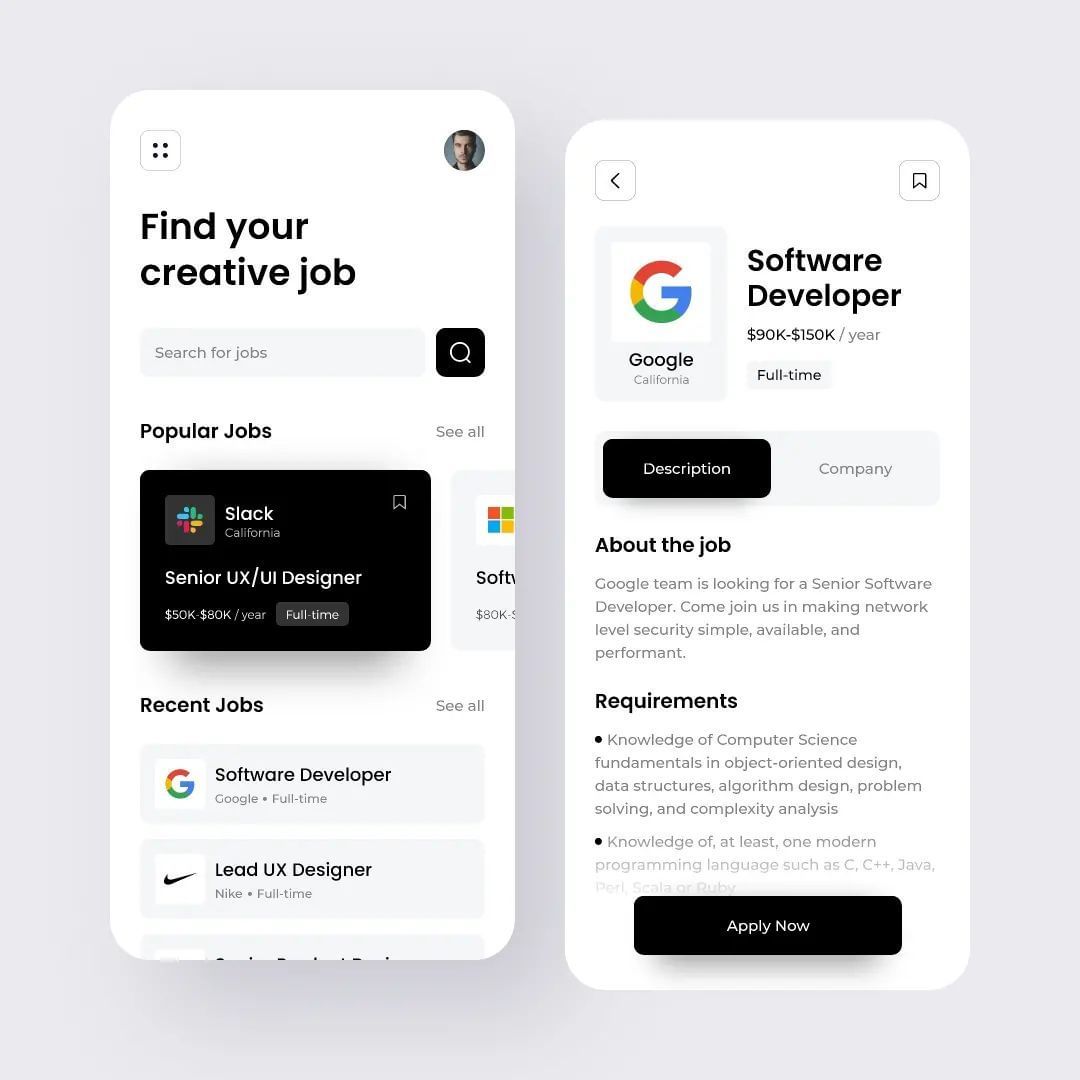 Find your
creative job
Search for jobs
Popular Jobs
See all
Slack
California
Senior UX/UI Designer
$50K-$80K / year
Full-time
$80K-
Recent Jobs
See all
Software Developer
Google • Full-time
Lead UX Designer
Nike • Full-time
Software
Developer
$90K-$150K / year
Full-time
Google
California
Description
Company
About the job
Google team is looking for a Senior Software
Developer. Come join us in making network
level security simple, available, and
performant.
Requirements
• Knowledge of Computer Science
fundamentals in object-oriented design,
data structures, algorithm design, problem
solving, and complexity analysis
• Knowledge of, at least, one modern
programming language such as C, C++, Java,
Perl, Scala or Ruby
Apply Now